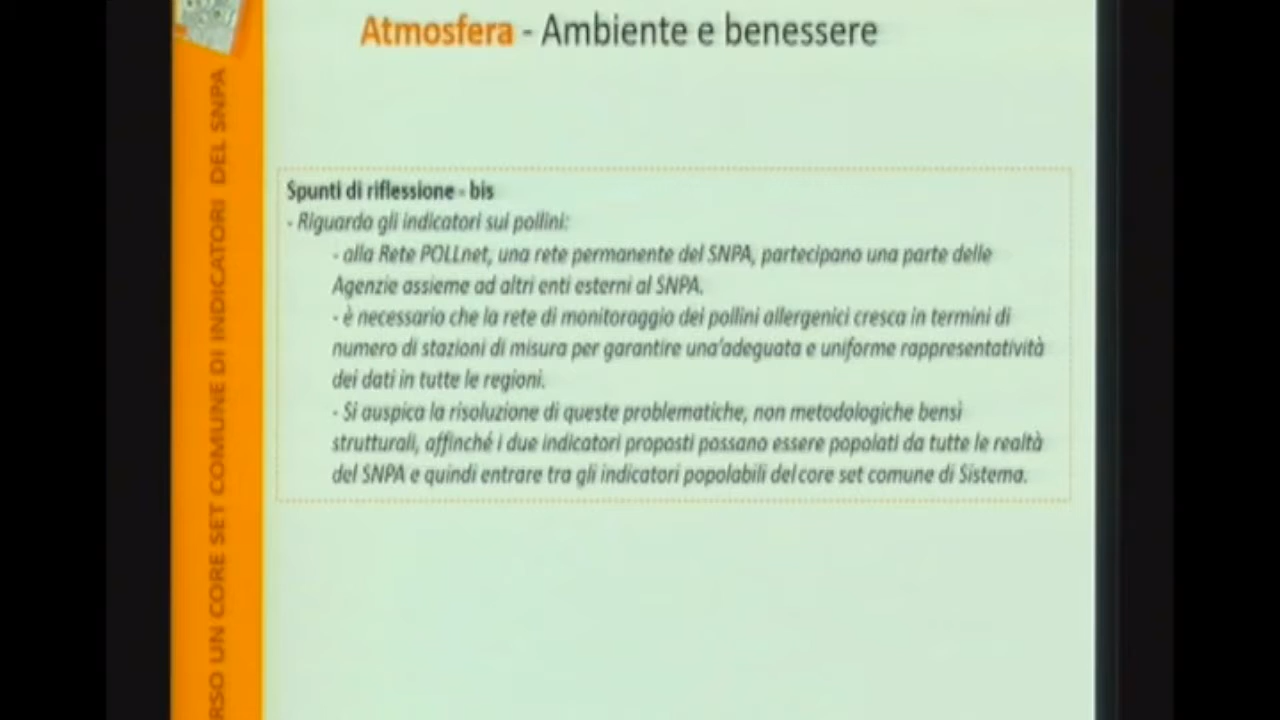 Atmosfera - Ambiente e benessere
Spunti di riflessione - bis
- Riguardo gli indicatori sui pollini:
- alla Rete POLLnet, una rete permanente del SNPA, partecipano una parte delle
Agenzie assieme ad altri enti esterni al SNPA.
- è necessario che la rete di monitoraggio dei pollini allergenici cresca in termini di
numero di stazioni di misura per garantire una'adeguata e uniforme rappresentatività
dei dati in tutte le regioni.
- Si auspica la risoluzione di queste problematiche, non metodologiche bensì
strutturali, affinché i due indicatori proposti possano essere popolati da tutte le realtà
del SNPA e quindi entrare tra gli indicatori popolabili del core set comune di Sistema.
RSO UN CORE SET COMUNE DI INDICATORI DEL SNPA